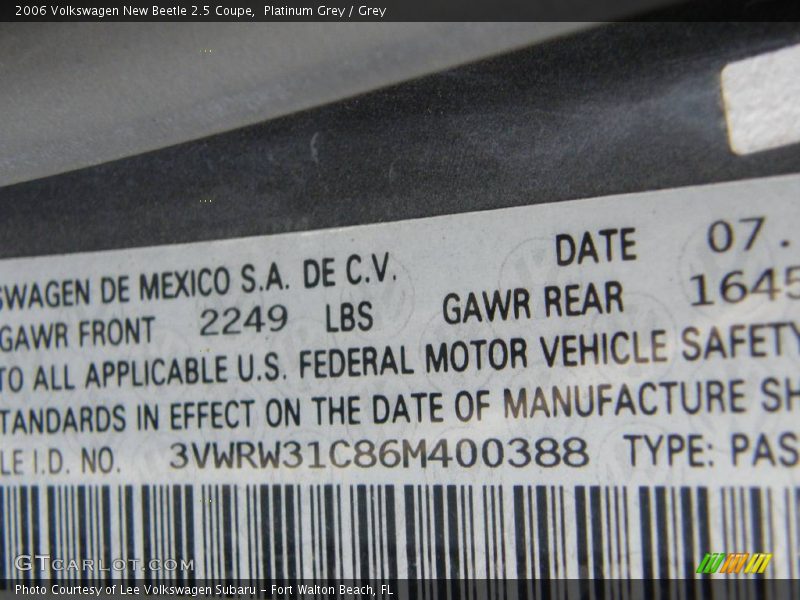 2006 Volkswagen New Beetle 2.5 Coupe, Platinum Grey / Grey
SWAGEN DE MEXICO S.A. DE C.V. DATE 07.
GAWR FRONT 2249 LBS GAWR REAR 1645
TO ALL APPLICABLE U.S. FEDERAL MOTOR VEHICLE SAFETY
TANDARDS IN EFFECT ON THE DATE OF MANUFACTURE SH
LE I.D. NO. 3VWRW31C86M400388 TYPE: PAS
GTcarlot.com
Photo Courtesy of Lee Volkswagen Subaru - Fort Walton Beach, FL